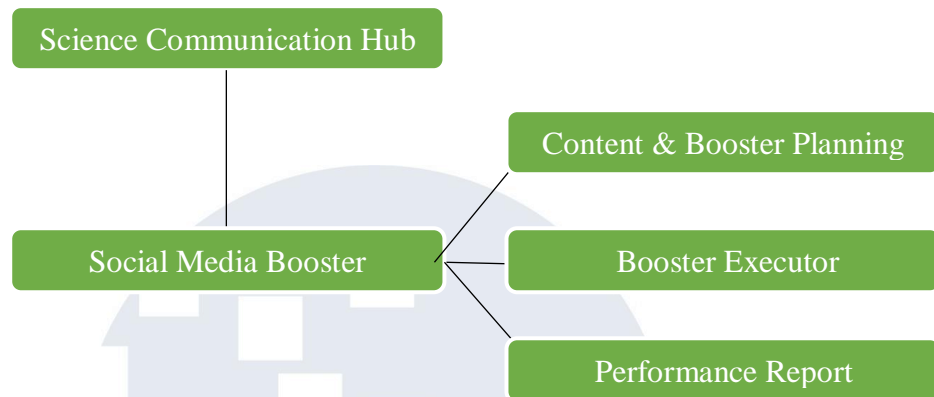 Science Communication Hub
Content & Booster Planning
Social Media Booster
Booster Executor
Performance Report